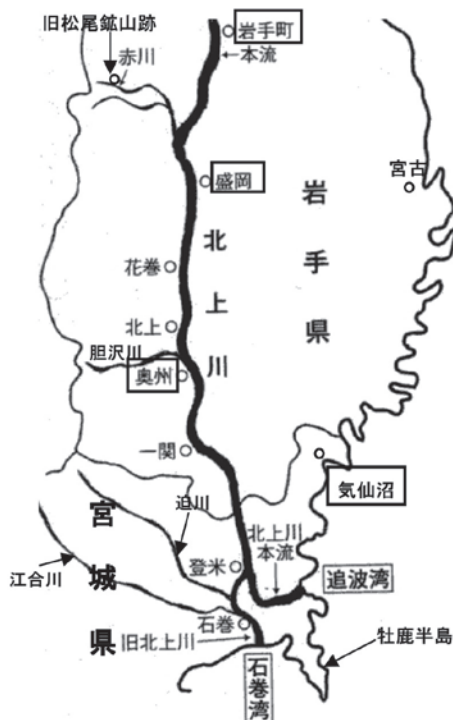 旧松尾鉱山跡
赤川
岩手町
本流
盛岡
宮古
岩手県
北上川
花巻
北上
胆沢川
奥州
一関
気仙沼
宮城県
迫川
北上川
本流
登米
追波湾
江合川
石巻
旧北上川
牡鹿半島
石巻湾